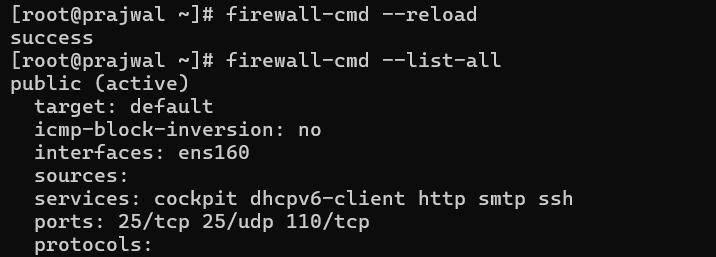 [root@prajwal ~]# firewall-cmd --reload
success
[root@prajwal ~]# firewall-cmd --list-all
public (active)
  target: default
  icmp-block-inversion: no
  interfaces: ens160
  sources:
  services: cockpit dhcpv6-client http smtp ssh
  ports: 25/tcp 25/udp 110/tcp
  protocols: